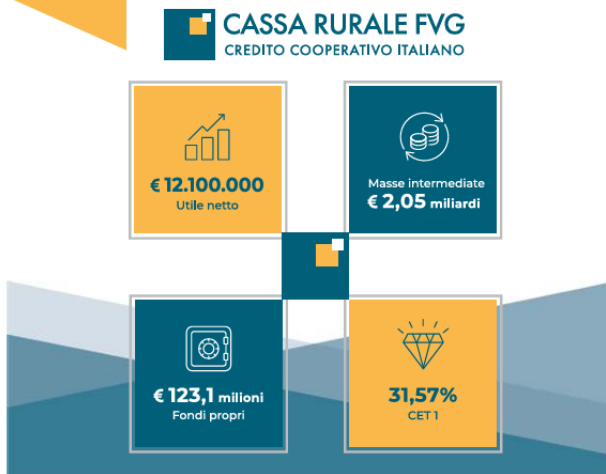 CASSA RURALE FVG
CREDITO COOPERATIVO ITALIANO
€ 12.100.000
Utile netto
Masse intermediate
€ 2,05 miliardi
€ 123,1 milioni
Fondi propri
31,57%
CET 1